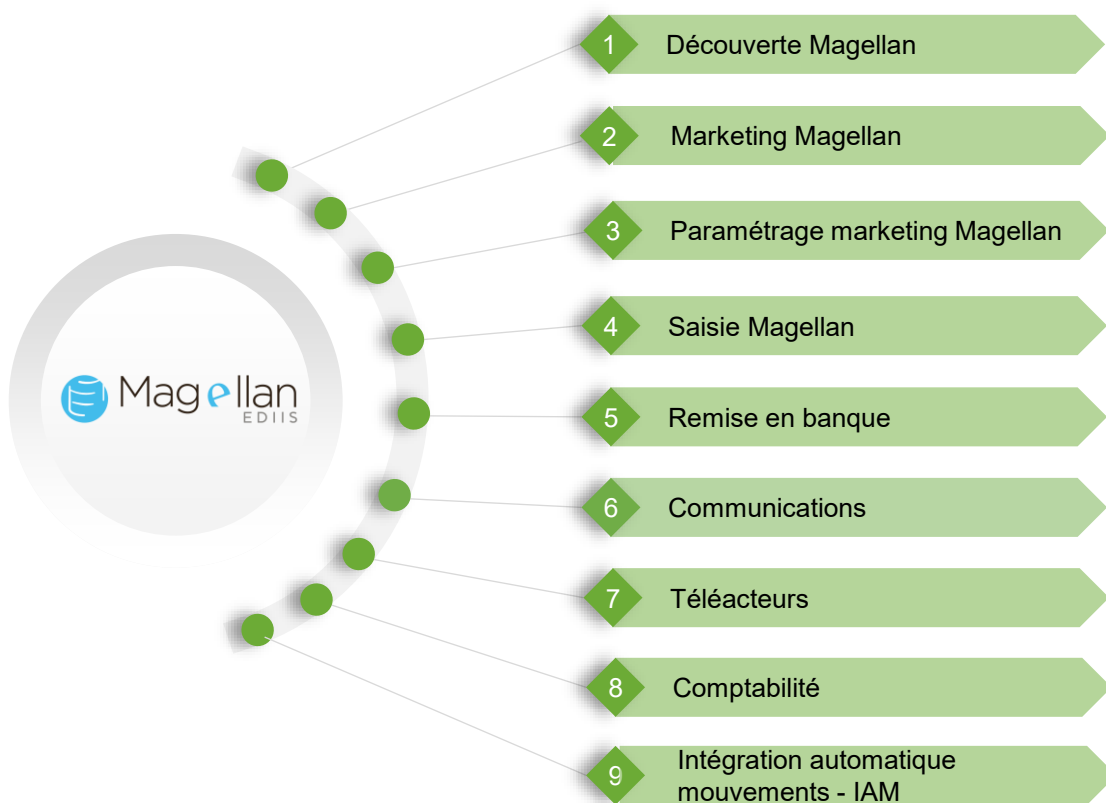 1 Découverte Magellan
2 Marketing Magellan
3 Paramétrage marketing Magellan
4 Saisie Magellan
Magellan
EDIIS
5 Remise en banque
6 Communications
7 Téléacteurs
8 Comptabilité
9 Intégration automatique
mouvements - IAM